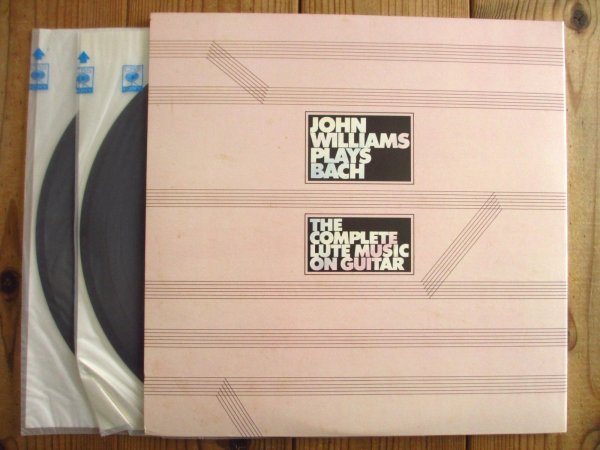 JOHN
WILLIAMS
PLAYS
BACH
THE
COMPLETE
LUTE MUSIC
ON GUITAR